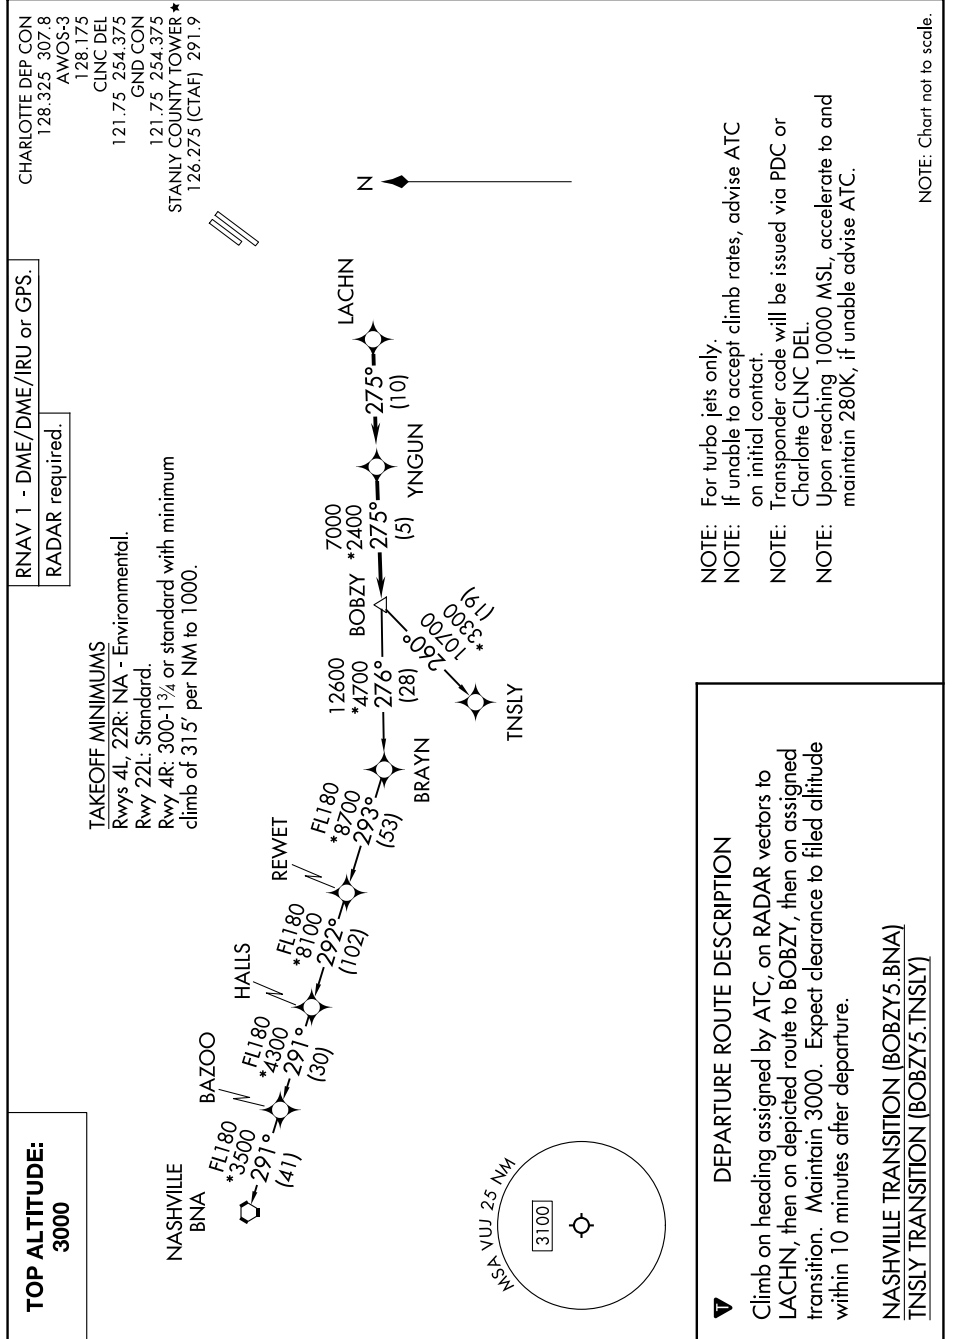 TOP ALTITUDE:
3000
RNAV 1 - DME/DME/IRU or GPS.
RADAR required.
CHARLOTTE DEP CON
128.325 307.8
AWOS-3
128.175
CLNC DEL
121.75 254.375
GND CON
121.75 254.375
STANLY COUNTY TOWER ★
126.275 (CTAF) 291.9
TAKEOFF MINIMUMS
Rwys 4L, 22R: NA - Environmental.
Rwy 22L: Standard.
Rwy 4R: 300-1¾ or standard with minimum
climb of 315' per NM to 1000.
N
NASHVILLE
BNA
FL180
*3500
291°
(41)
BAZOO
FL180
*4300
291°
(30)
HALLS
FL180
*8100
292°
(102)
REWET
FL180
*8700
293°
(53)
BRAYN
12600
*4700
276°
(28)
BOBZY
7000
*2400
275°
(5)
YNGUN
275°
(10)
LACHN
260°
10700
*3300
(19)
TNSLY
MSA VUJ 25 NM
3100
NOTE: For turbo jets only.
NOTE: If unable to accept climb rates, advise ATC
on initial contact.
NOTE: Transponder code will be issued via PDC or
Charlotte CLNC DEL.
NOTE: Upon reaching 10000 MSL, accelerate to and
maintain 280K, if unable advise ATC.
NOTE: Chart not to scale.
T
DEPARTURE ROUTE DESCRIPTION
Climb on heading assigned by ATC, on RADAR vectors to
LACHN, then on depicted route to BOBZY, then on assigned
transition. Maintain 3000. Expect clearance to filed altitude
within 10 minutes after departure.
NASHVILLE TRANSITION (BOBZY5.BNA)
TNSLY TRANSITION (BOBZY5.TNSLY)